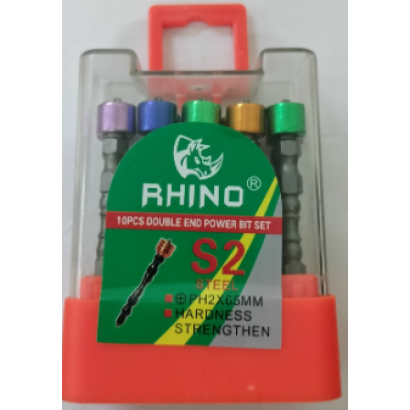 RHINO®
10PCS DOUBLE END POWER BIT SET
S2
STEEL
⊕PH2X65MM
HARDNESS
STRENGTHEN